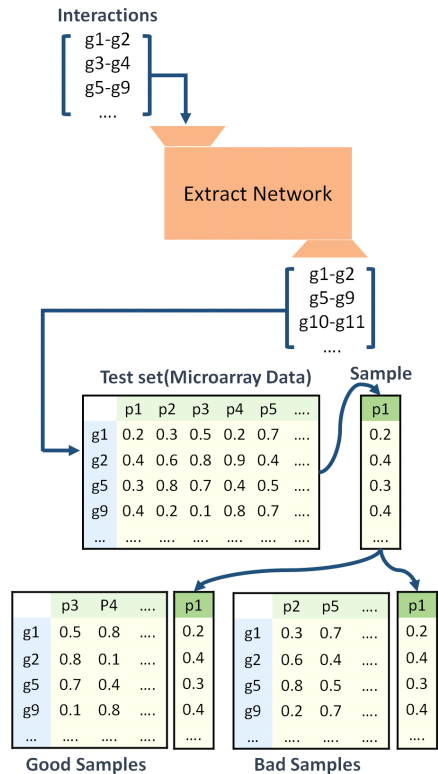 Interactions
g1-g2
g3-g4
g5-g9
....
Extract Network
g1-g2
g5-g9
g10-g11
....
Test set(Microarray Data)
Sample
p1 p2 p3 p4 p5 ....
g1 0.2 0.3 0.5 0.2 0.7 ....
g2 0.4 0.6 0.8 0.9 0.4 ....
g5 0.3 0.8 0.7 0.4 0.5 ....
g9 0.4 0.2 0.1 0.8 0.7 ....
... .... .... .... .... .... ....
p1
0.2
0.4
0.3
0.4
....
p3 P4 ....
g1 0.5 0.8 ....
g2 0.8 0.1 ....
g5 0.7 0.4 ....
g9 0.1 0.8 ....
... .... .... ....
p1
0.2
0.4
0.3
0.4
....
Good Samples
p2 p5 ....
g1 0.3 0.7 ....
g2 0.6 0.4 ....
g5 0.8 0.5 ....
g9 0.2 0.7 ....
... .... .... ....
p1
0.2
0.4
0.3
0.4
....
Bad Samples